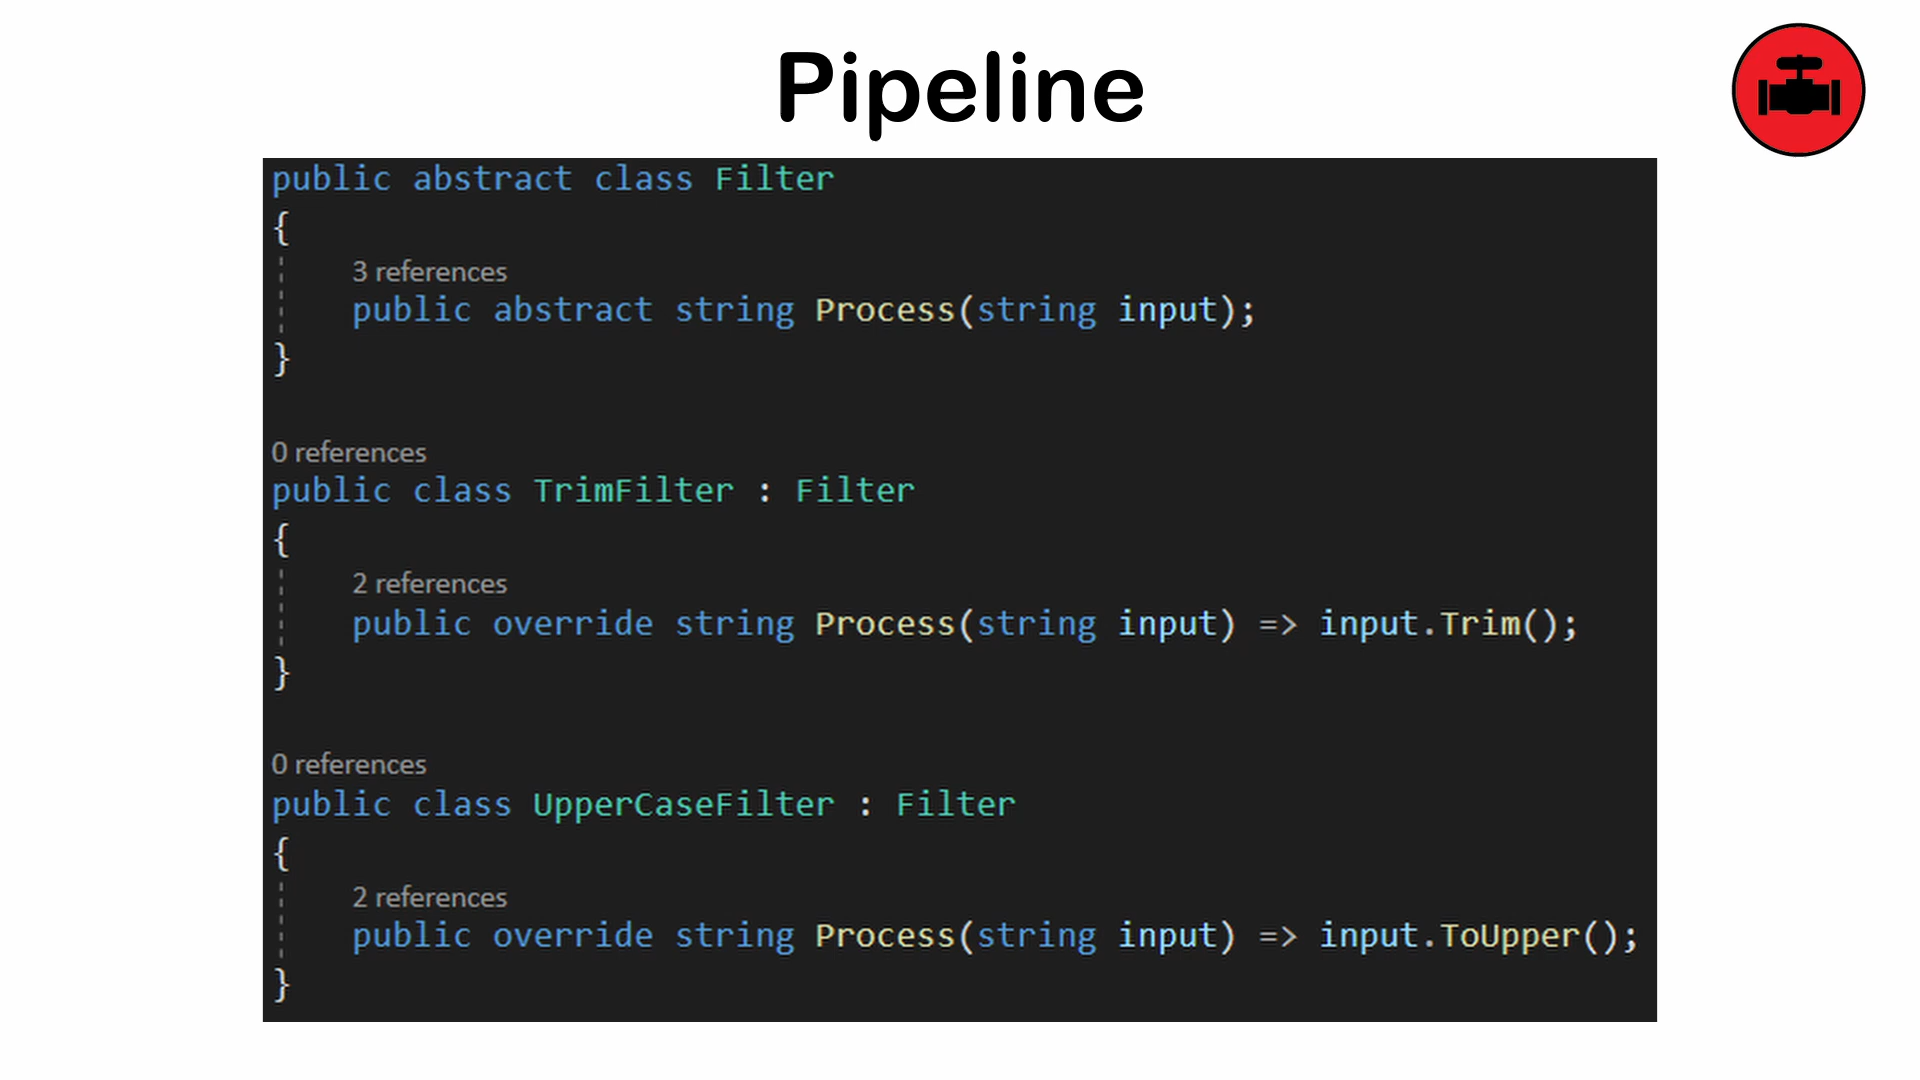 Pipeline
public abstract class Filter
{
3 references
public abstract string Process(string input);
}
0 references
public class TrimFilter : Filter
{
2 references
public override string Process(string input) => input.Trim();
}
0 references
public class UpperCaseFilter : Filter
{
2 references
public override string Process(string input) => input.ToUpper();
}